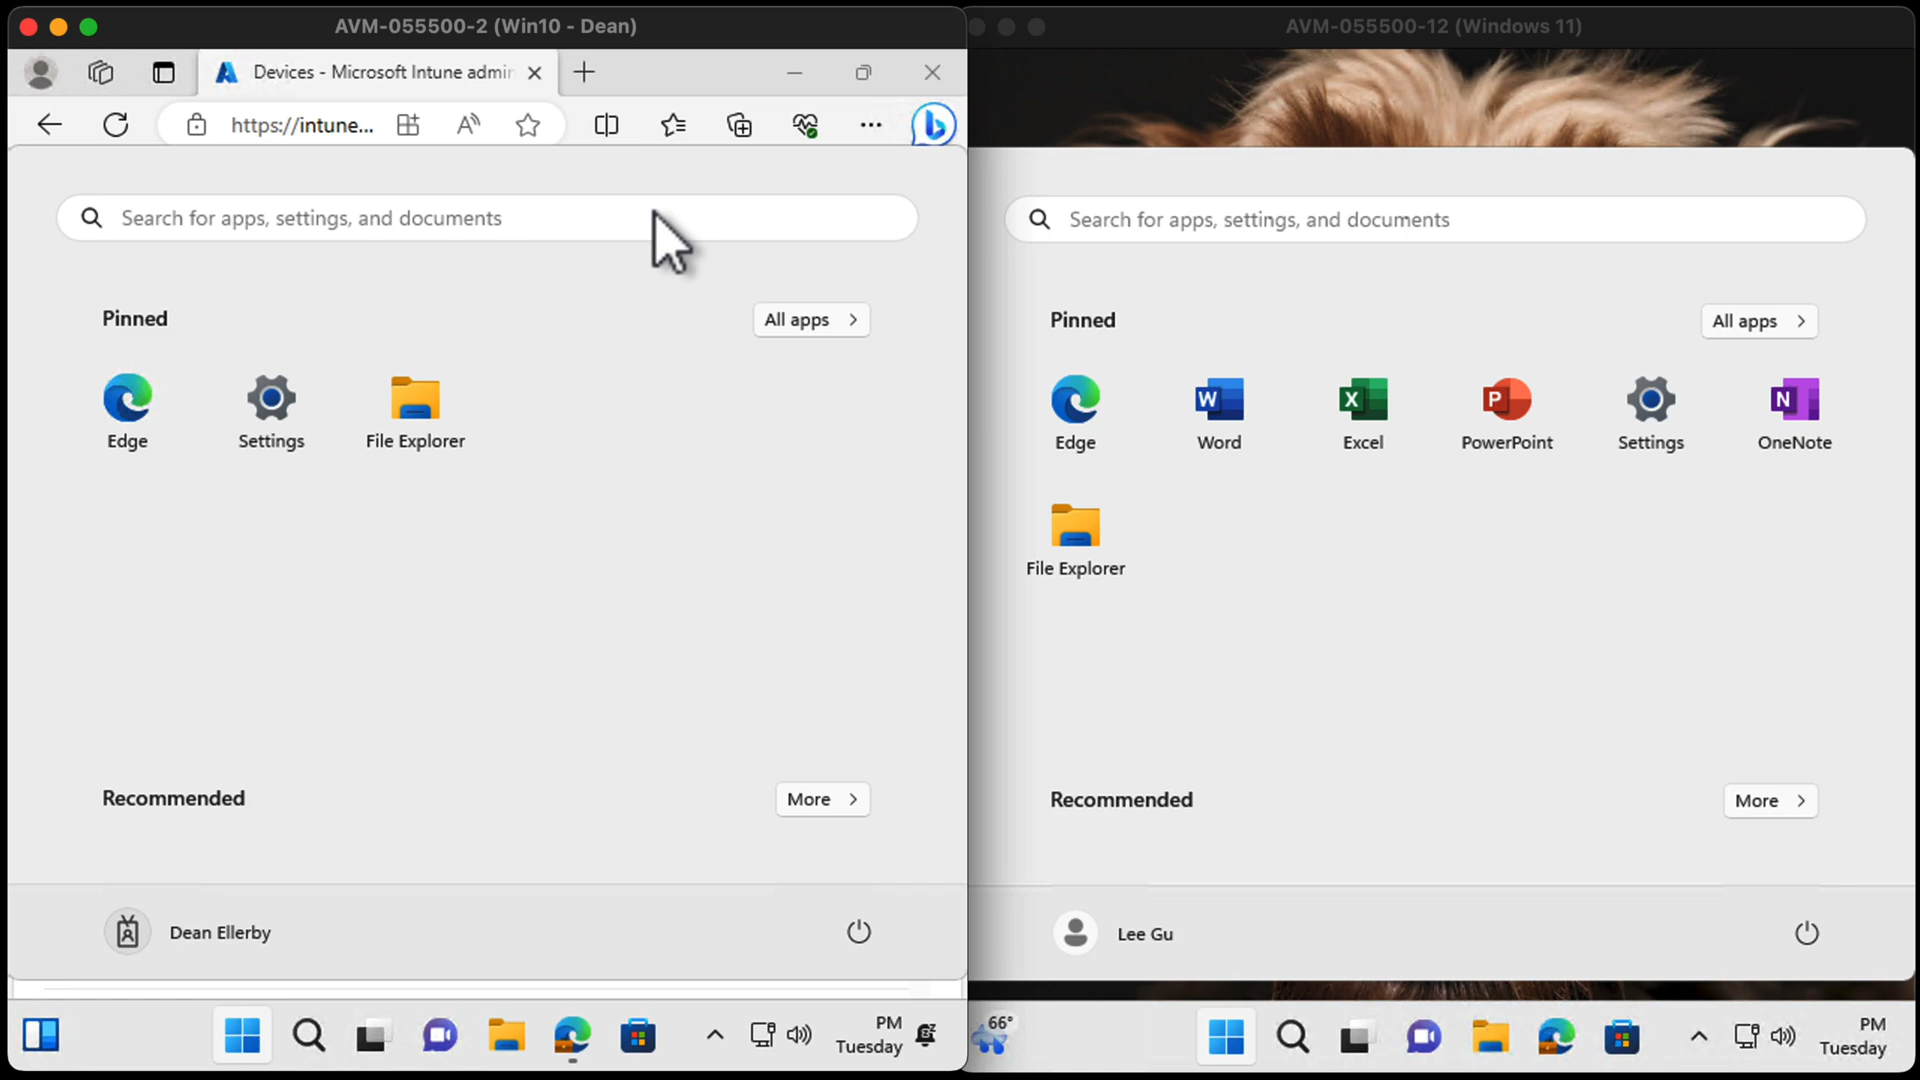 AVM-055500-2 (Win10 - Dean)
Devices - Microsoft Intune admin
https://intune...
Search for apps, settings, and documents
Pinned
All apps
Edge
Settings
File Explorer
Recommended
More
Dean Ellerby
PM
Tuesday
AVM-055500-12 (Windows 11)
Search for apps, settings, and documents
Pinned
All apps
Edge
Word
Excel
PowerPoint
Settings
OneNote
File Explorer
Recommended
More
Lee Gu
66°
PM
Tuesday